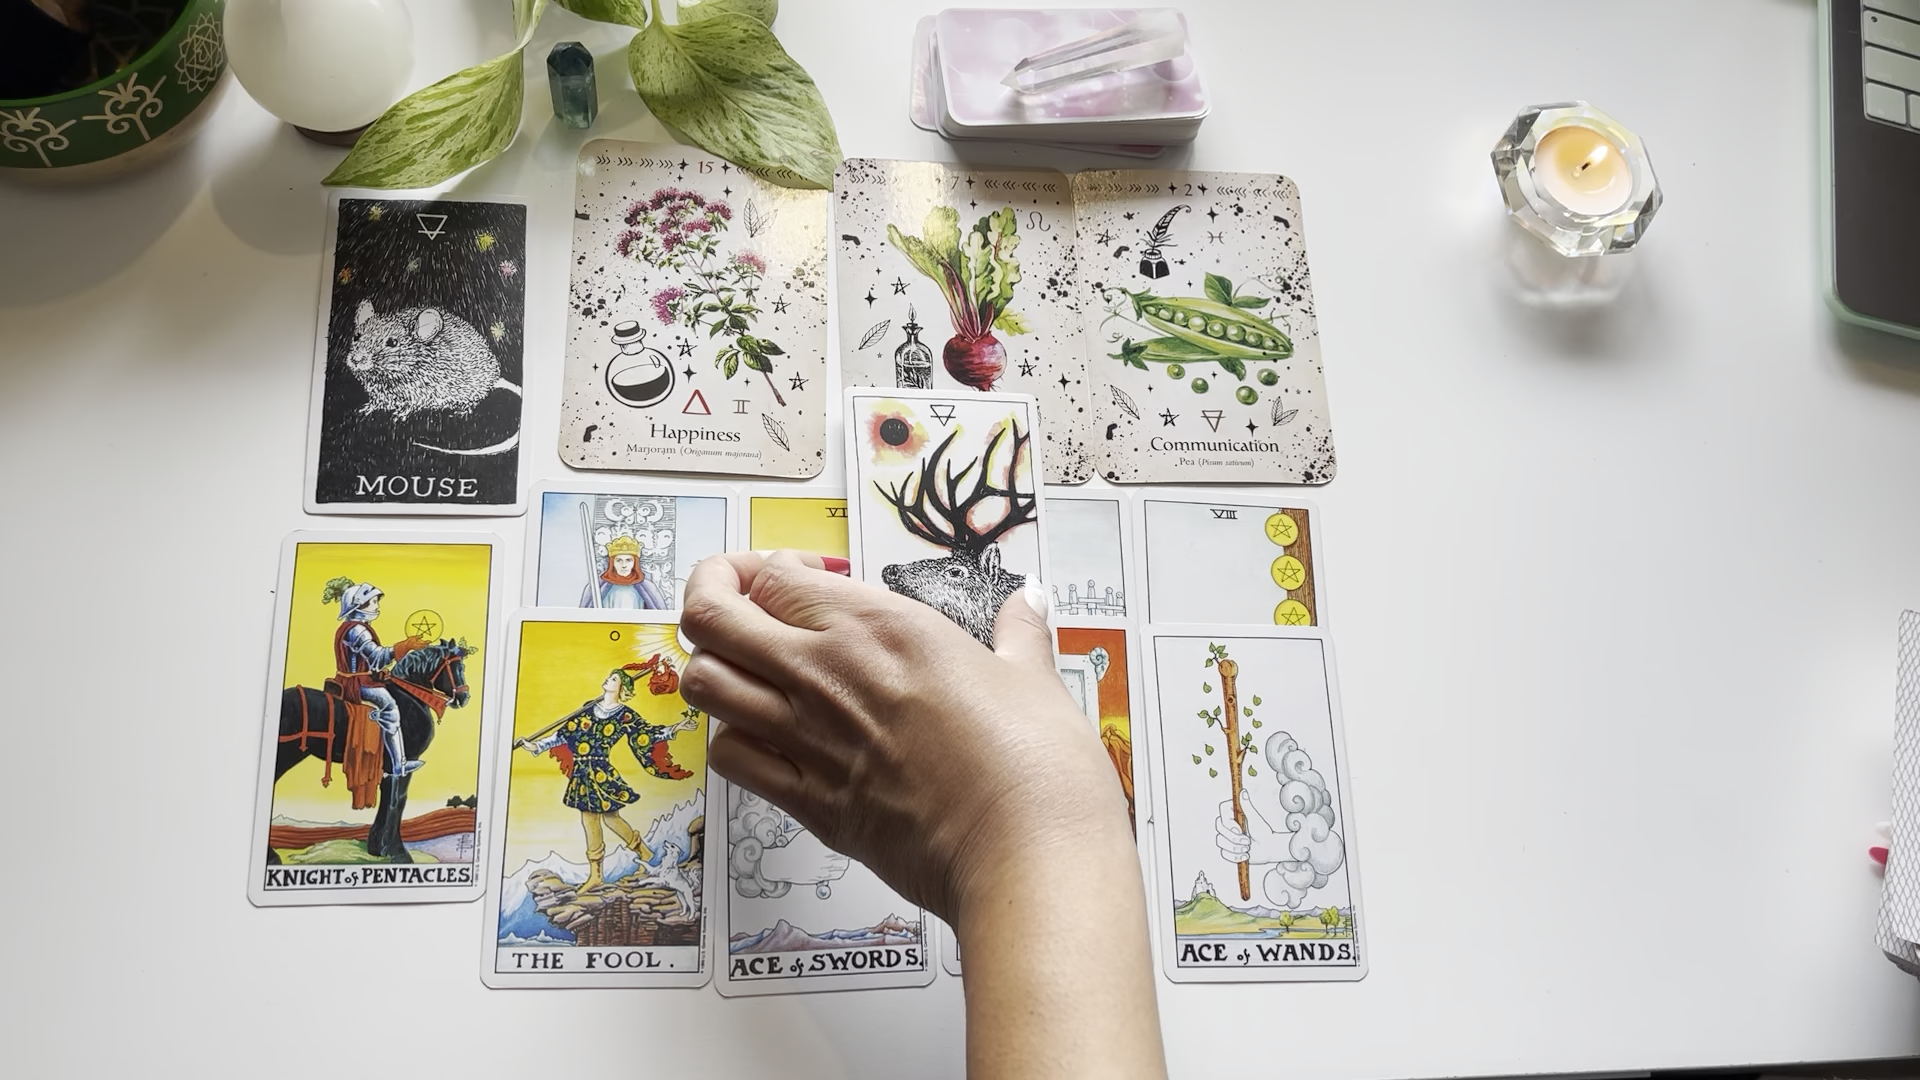 15
7
2
MOUSE
Happiness
Marjoram (Origanum majorana)
Communication
Pea (Pisum sativum)
VIII
KNIGHT of PENTACLES.
0
THE FOOL.
ACE of SWORDS.
ACE of WANDS.